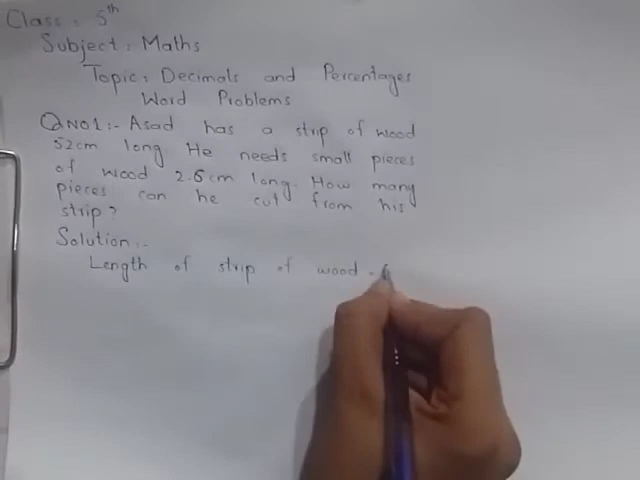 Class: 5th
Subject: Maths
Topic: Decimals and Percentages
Word Problems
QNO1:- Asad has a strip of wood
52cm long He needs small pieces
of wood 2.6cm long. How many
pieces can he cut from his
strip?
Solution:-
Length of strip of wood =